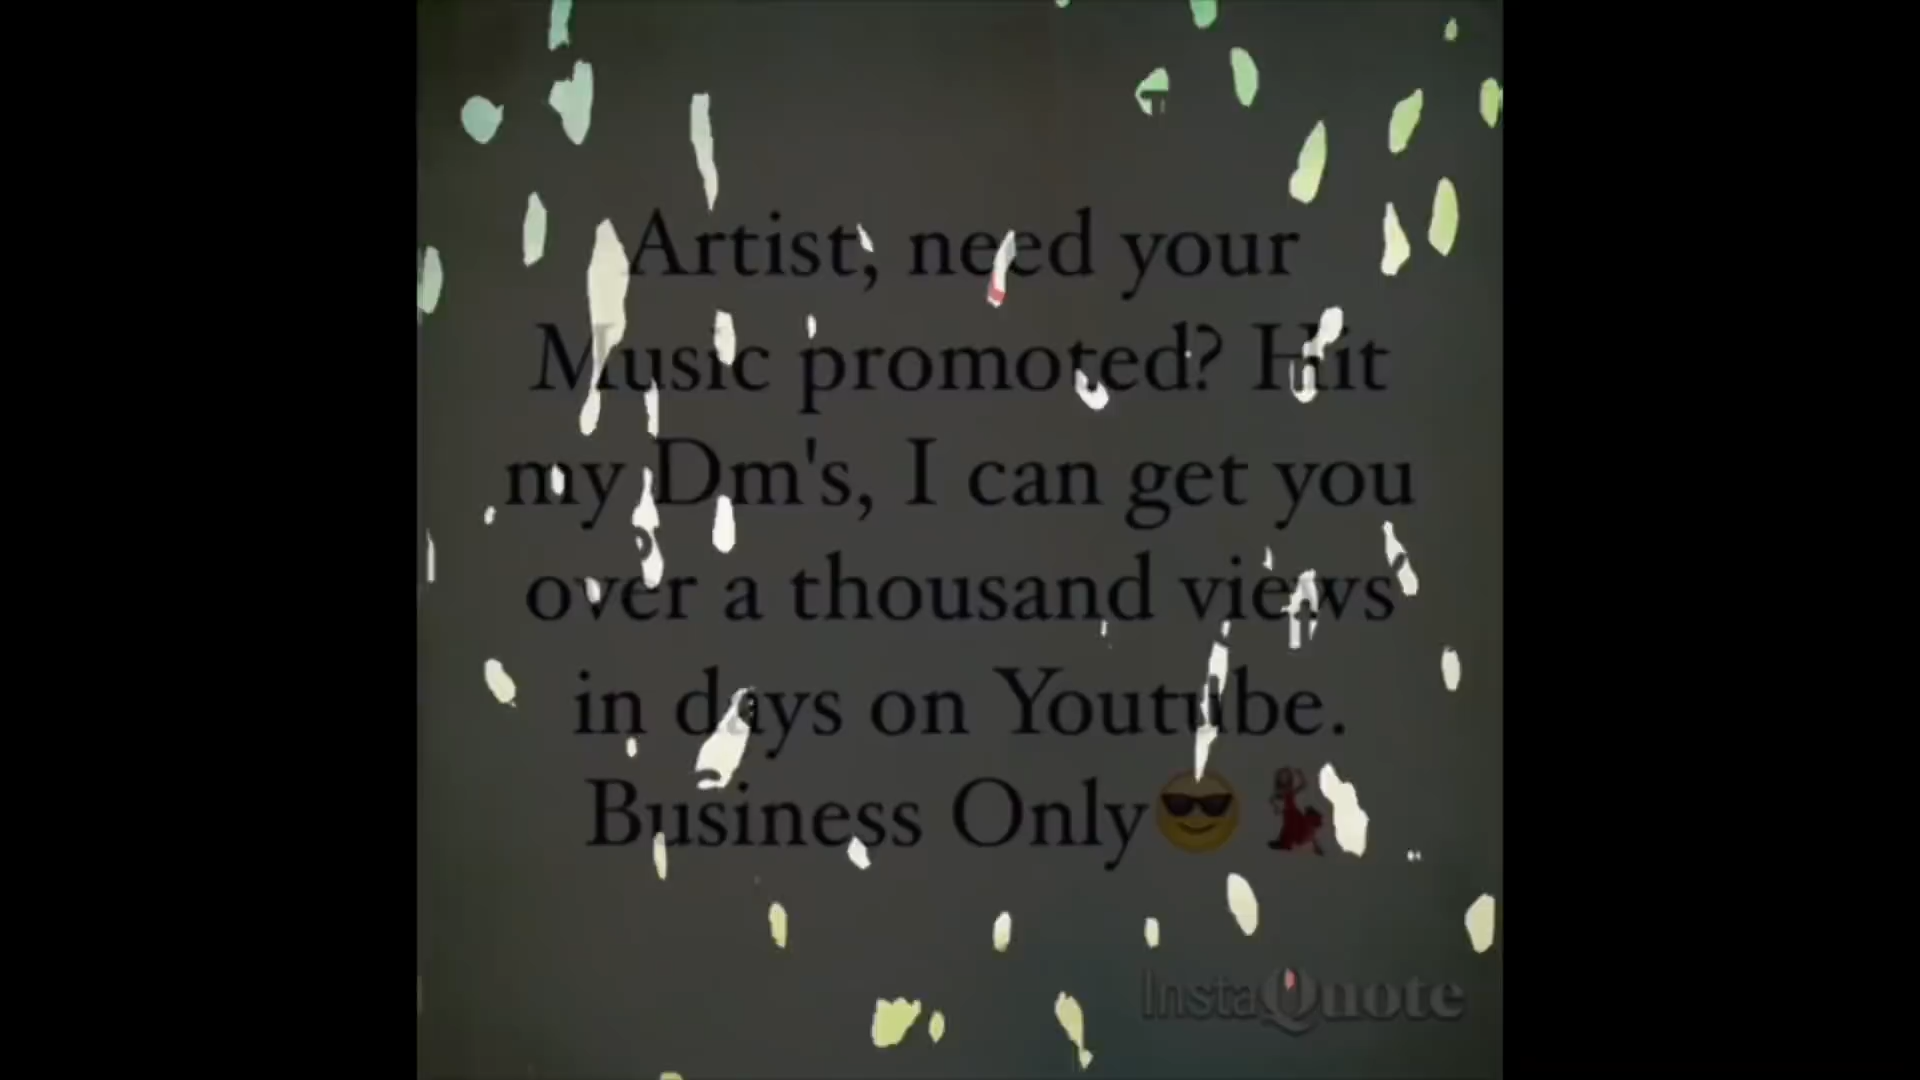 Artist, need your
Music promoted? Hit
my Dm's, I can get you
over a thousand views
in days on Youtube.
Business Only😎 💃
InstaQuote